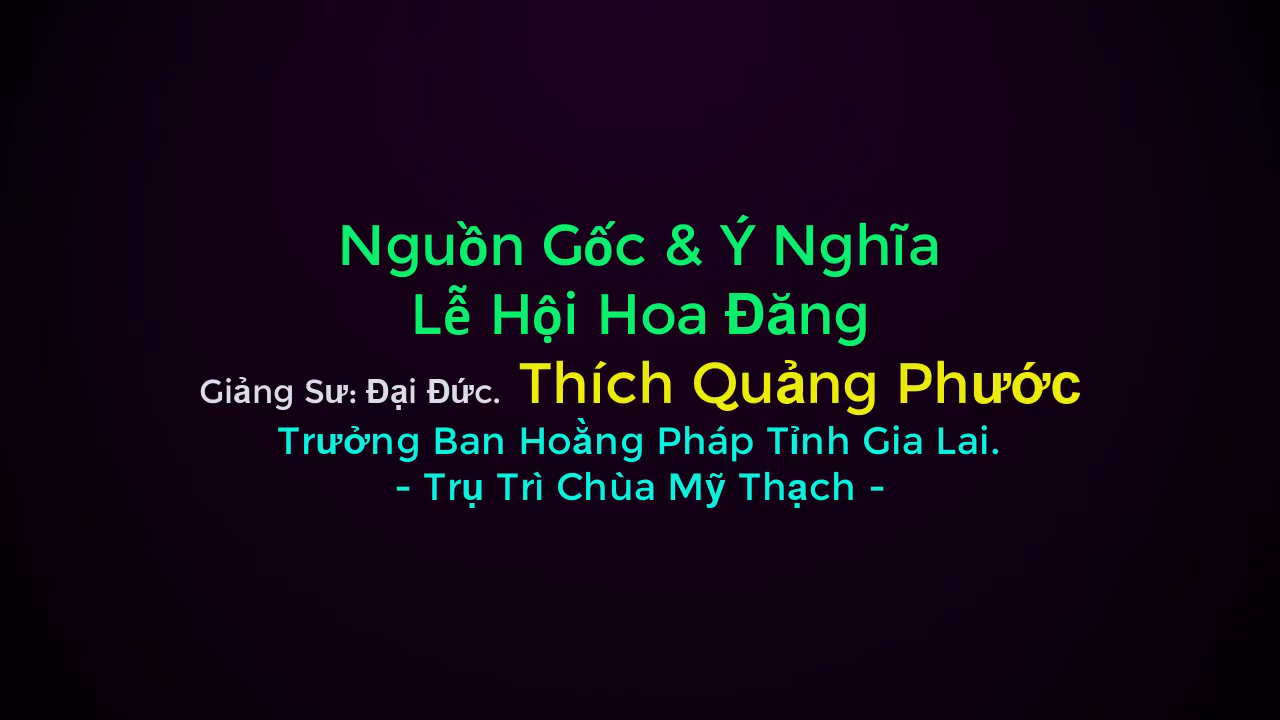 Nguồn Gốc & Ý Nghĩa
Lễ Hội Hoa Đăng
Giảng Sư: Đại Đức. Thích Quảng Phước
Trưởng Ban Hoằng Pháp Tỉnh Gia Lai.
- Trụ Trì Chùa Mỹ Thạch -